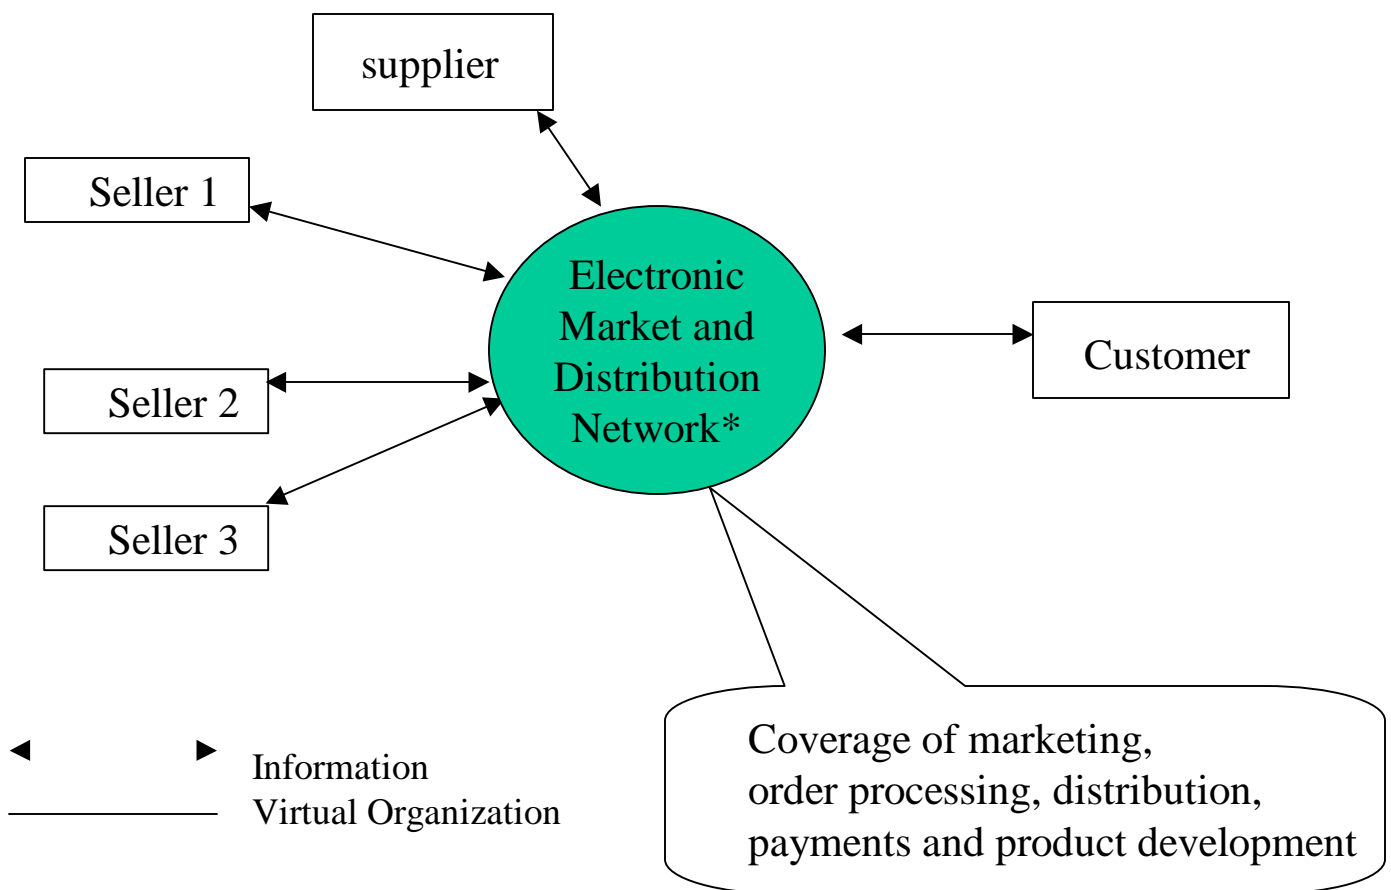 supplier
Seller 1
Electronic
Market and
Distribution
Network*
Customer
Seller 2
Seller 3
Information
Virtual Organization
Coverage of marketing,
order processing, distribution,
payments and product development